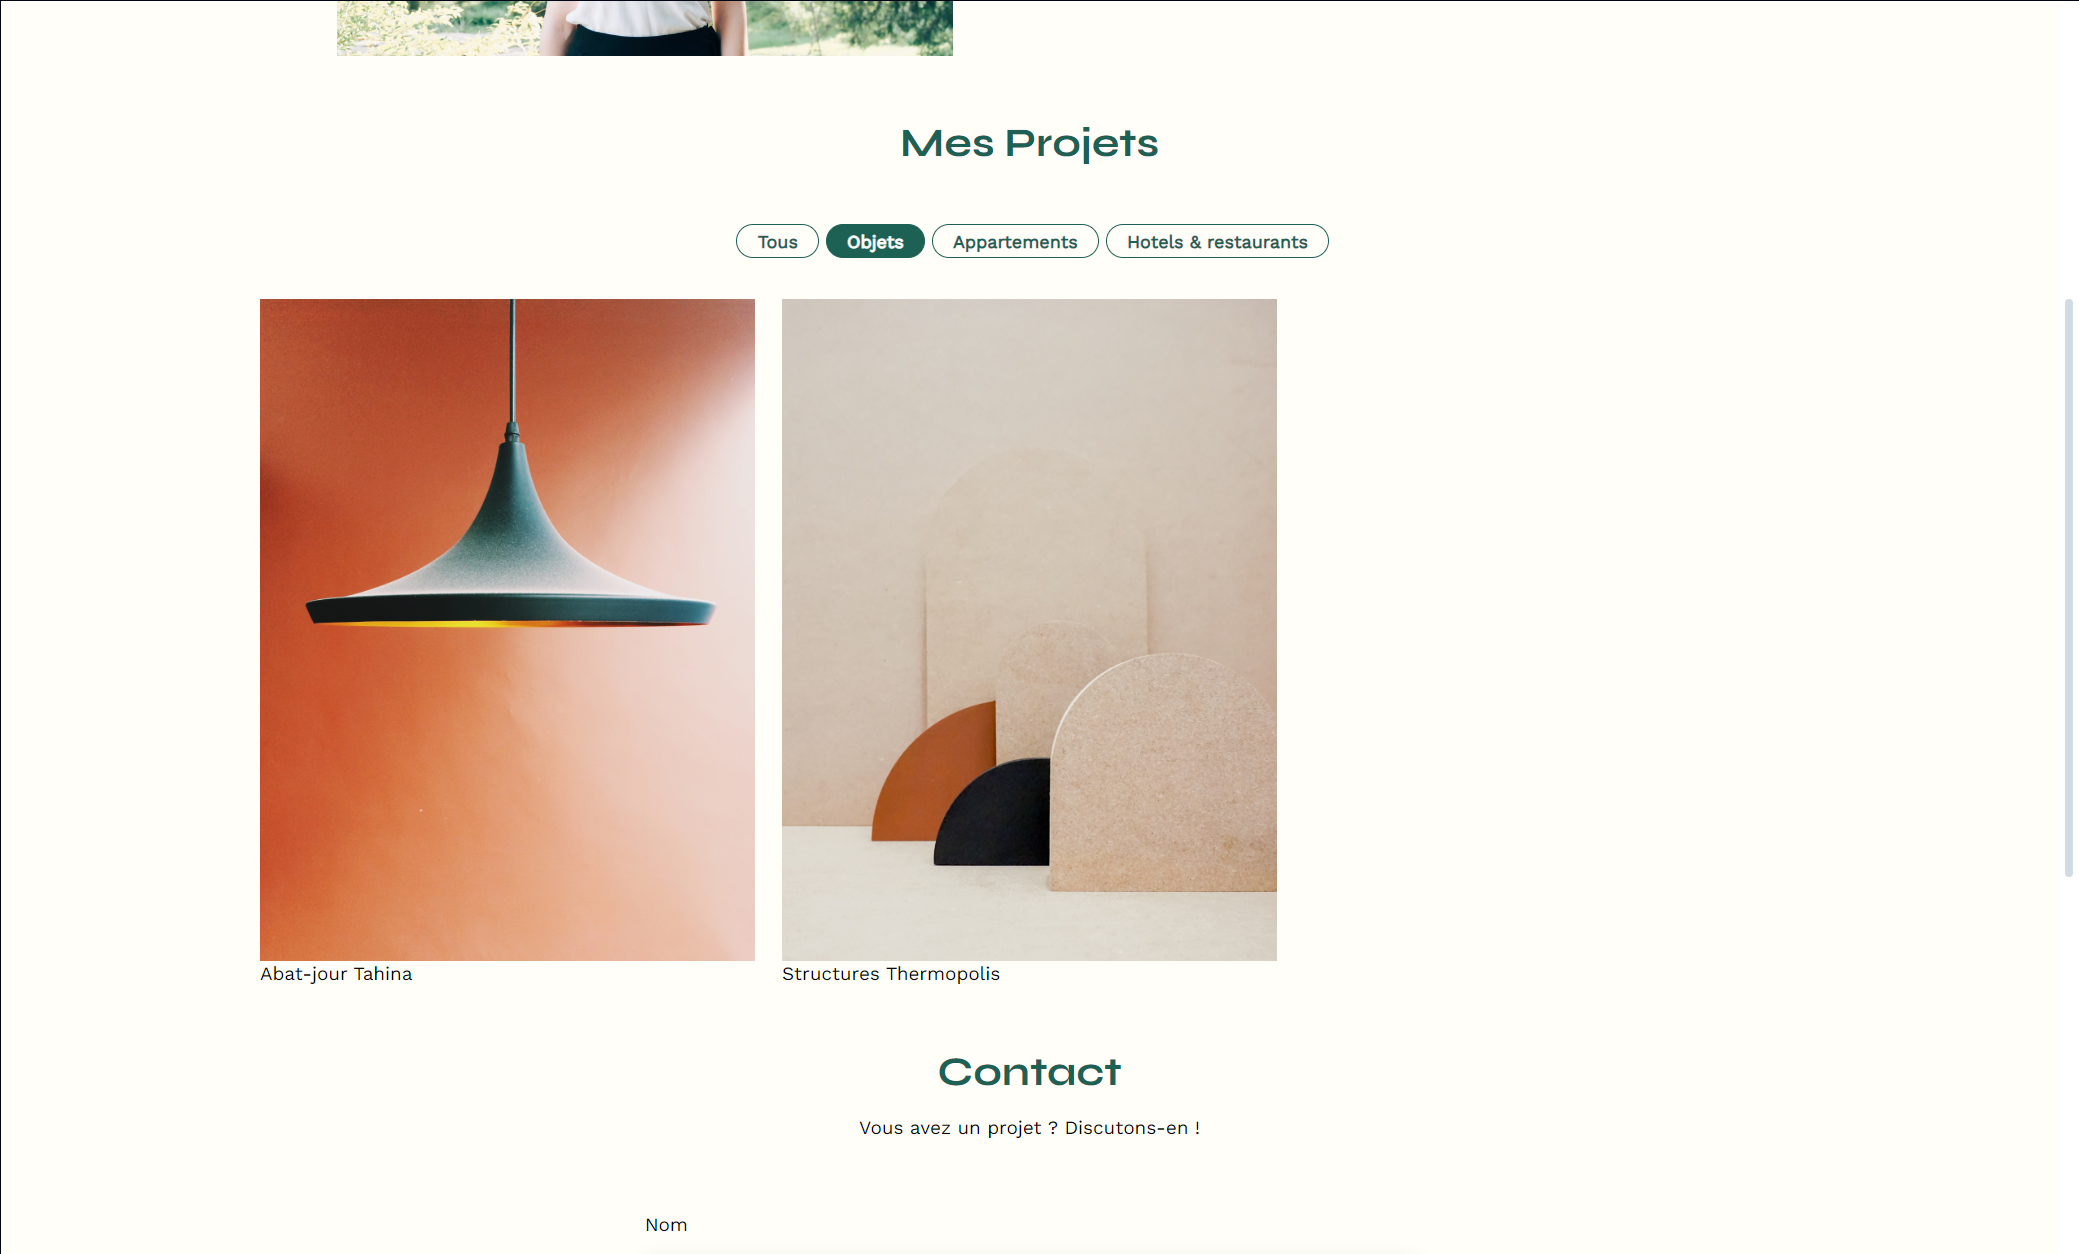 Mes Projets
Tous
Objets
Appartements
Hotels & restaurants
Abat-jour Tahina
Structures Thermopolis
Contact
Vous avez un projet ? Discutons-en !
Nom